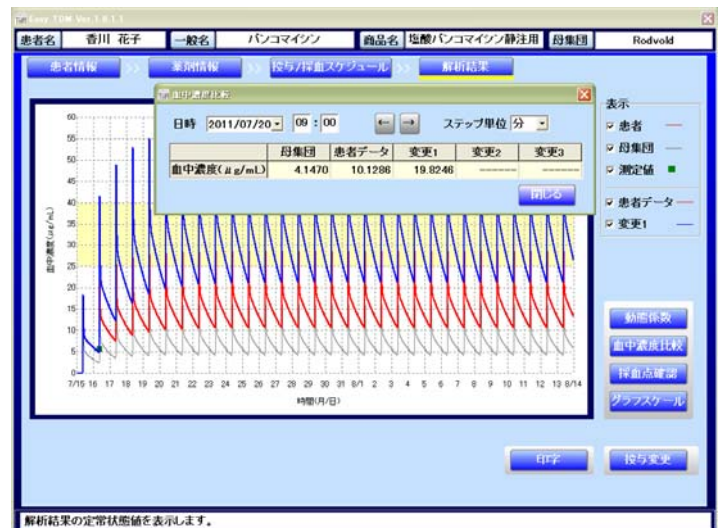 Easy TDM Ver.1.0.1.1
患者名 香川 花子 一般名 バンコマイシン 商品名 塩酸バンコマイシン静注用 母集団 Rodvold
患者情報 >> 薬剤情報 >> 投与/採血スケジュール >> 解析結果
血中濃度比較
日時 2011/07/20 09 : 00 ← → ステップ単位 分
母集団 患者データ 変更1 変更2 変更3
血中濃度(μg/mL) 4.1470 10.1286 19.8246 ------ ------
閉じる
表示
患者
母集団
測定値
患者データ
変更1
血中濃度(μg/mL)
60
55
50
45
40
35
30
25
20
15
10
5
0
7/15 16 17 18 19 20 21 22 23 24 25 26 27 28 29 30 31 8/1 2 3 4 5 6 7 8 9 10 11 12 13 8/14
時間(月/日)
動態係数
血中濃度比較
採血点確認
グラフスケール
印字
投与変更
解析結果の定常状態値を表示します。